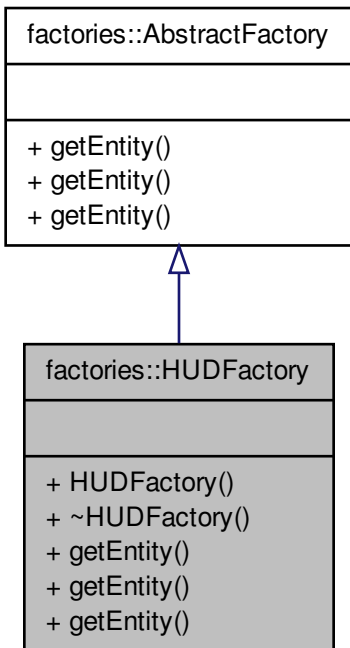 factories::AbstractFactory
+ getEntity()
+ getEntity()
+ getEntity()
factories::HUDFactory
+ HUDFactory()
+ ~HUDFactory()
+ getEntity()
+ getEntity()
+ getEntity()